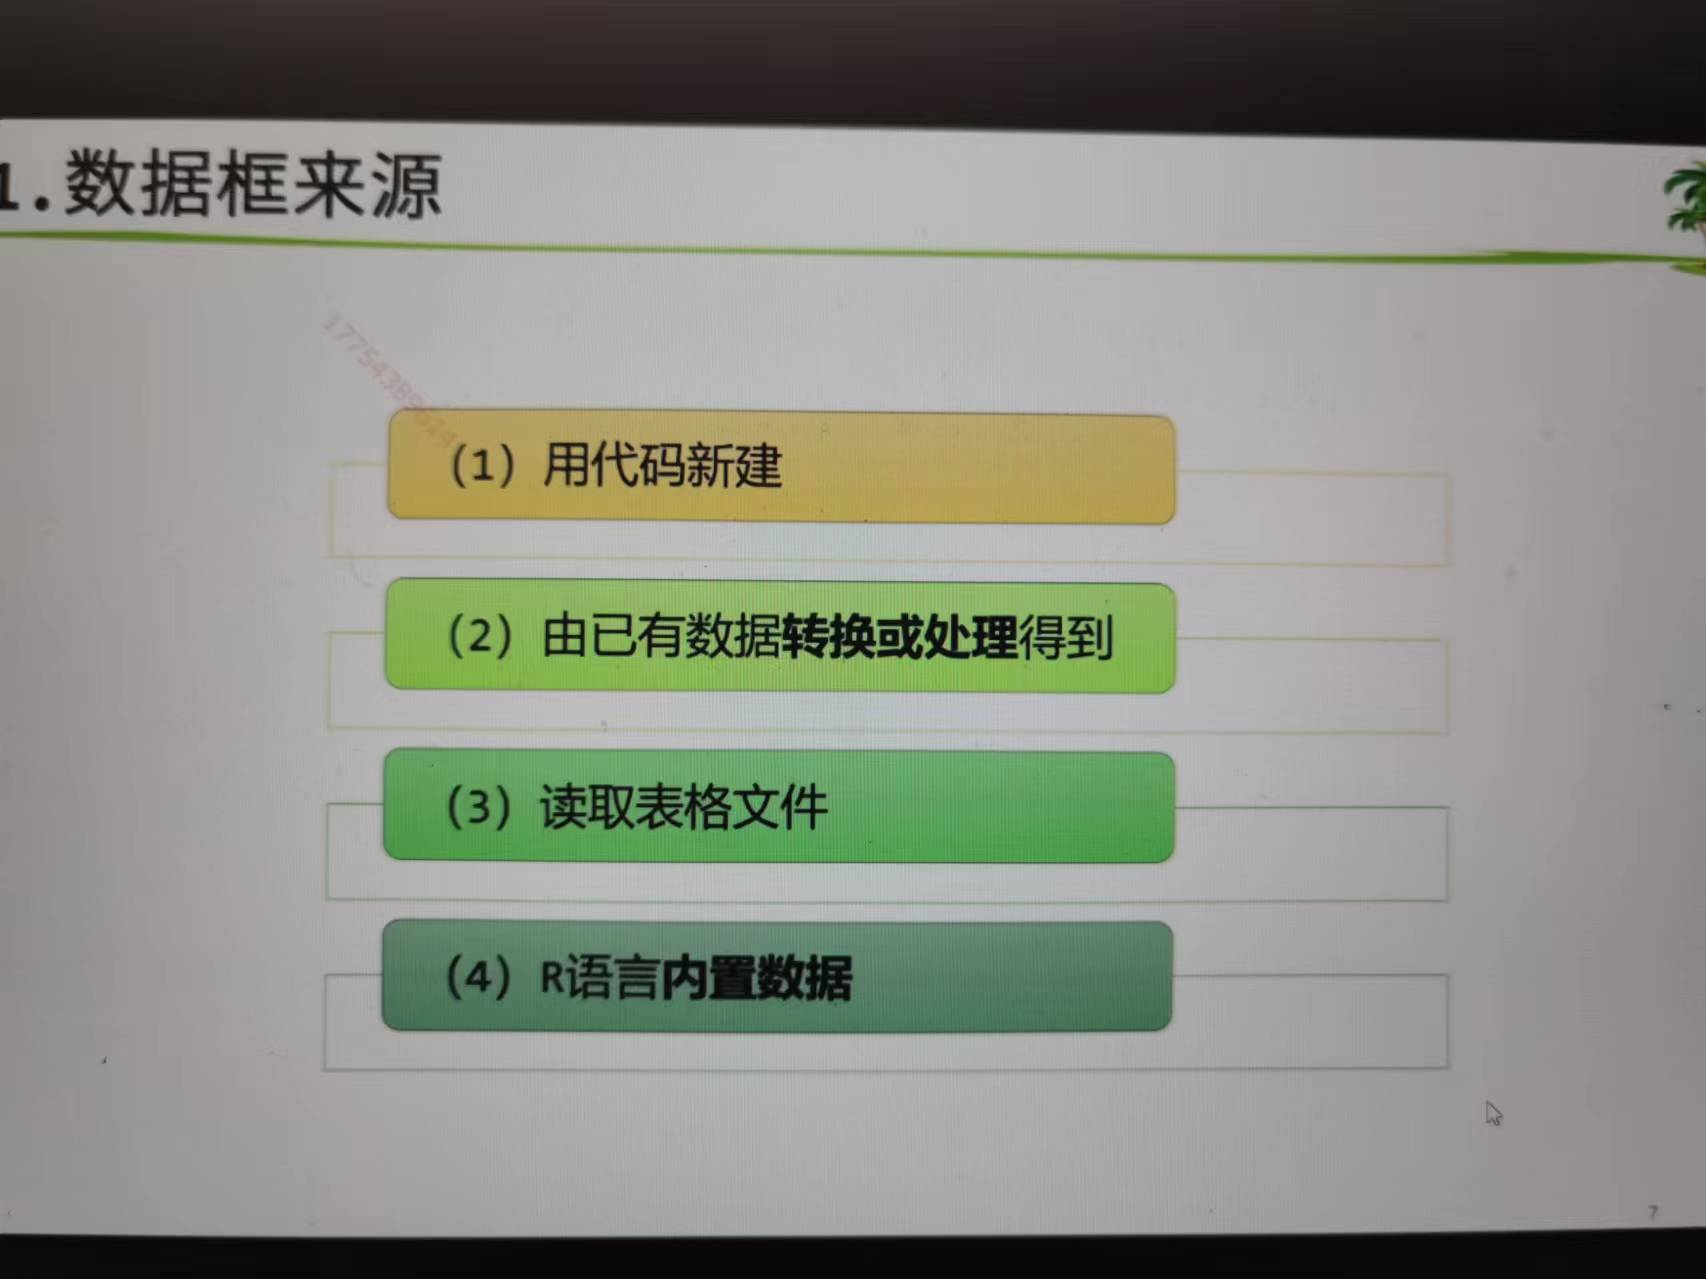 1.数据框来源
(1) 用代码新建
(2) 由已有数据转换或处理得到
(3) 读取表格文件
(4) R语言内置数据
7